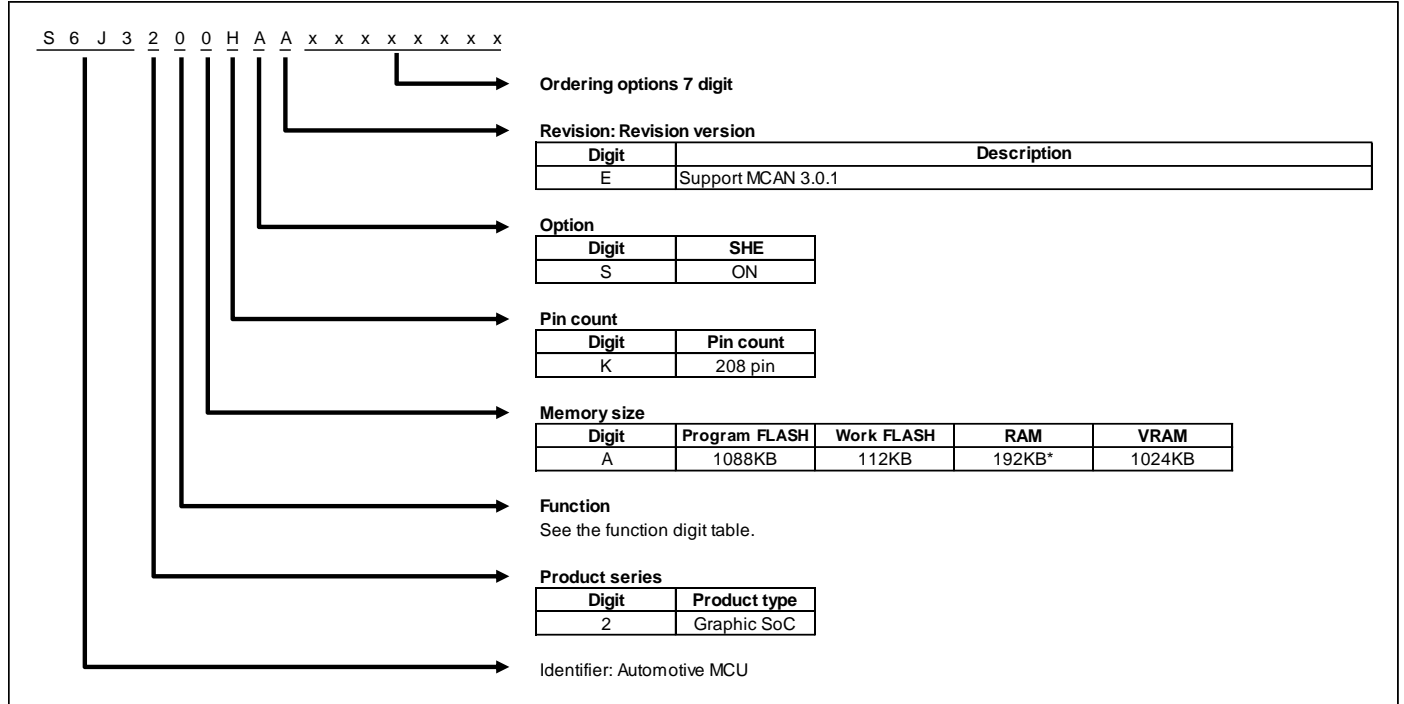 S 6 J 3 2 0 0 H A A x x x x x x x x
Ordering options 7 digit
Revision: Revision version
Digit Description
E Support MCAN 3.0.1
Option
Digit SHE
S ON
Pin count
Digit Pin count
K 208 pin
Memory size
Digit Program FLASH Work FLASH RAM VRAM
A 1088KB 112KB 192KB* 1024KB
Function
See the function digit table.
Product series
Digit Product type
2 Graphic SoC
Identifier: Automotive MCU